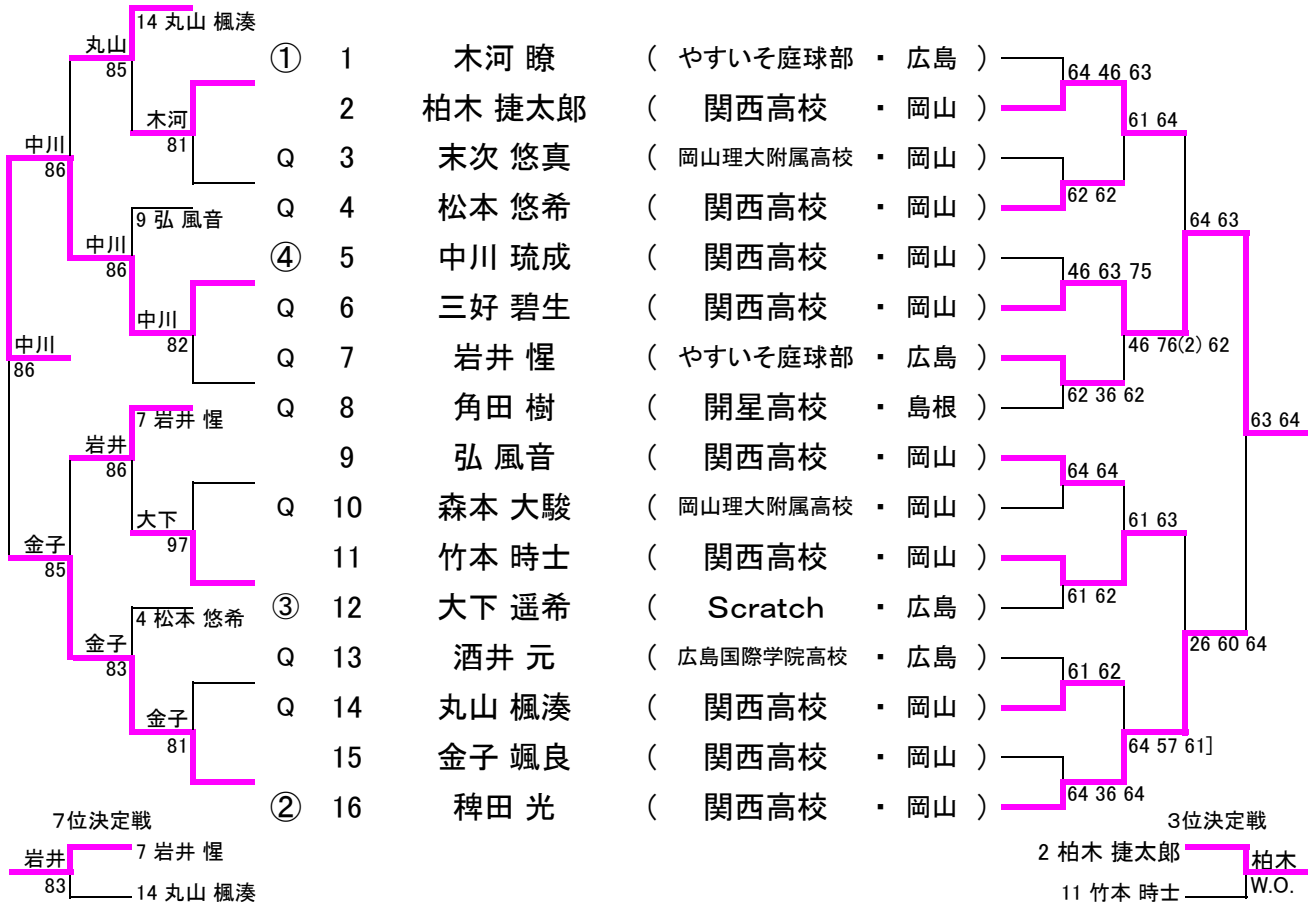 14 丸山 楓湊
丸山
85
① 1 木河 瞭 ( やすいそ庭球部 ・ 広島 )
64 46 63
2 柏木 捷太郎 ( 関西高校 ・ 岡山 )
木河
81
61 64
中川
86
Q 3 末次 悠真 ( 岡山理大附属高校 ・ 岡山 )
62 62
Q 4 松本 悠希 ( 関西高校 ・ 岡山 )
9 弘 風音
64 63
中川
86
④ 5 中川 琉成 ( 関西高校 ・ 岡山 )
46 63 75
Q 6 三好 碧生 ( 関西高校 ・ 岡山 )
中川
82
46 76(2) 62
中川
86
Q 7 岩井 惺 ( やすいそ庭球部 ・ 広島 )
62 36 62
Q 8 角田 樹 ( 開星高校 ・ 島根 )
7 岩井 惺
63 64
岩井
86
9 弘 風音 ( 関西高校 ・ 岡山 )
64 64
Q 10 森本 大駿 ( 岡山理大附属高校 ・ 岡山 )
大下
97
61 63
金子
85
11 竹本 時士 ( 関西高校 ・ 岡山 )
61 62
③ 12 大下 遥希 ( Scratch ・ 広島 )
4 松本 悠希
26 60 64
金子
83
Q 13 酒井 元 ( 広島国際学院高校 ・ 広島 )
61 62
Q 14 丸山 楓湊 ( 関西高校 ・ 岡山 )
金子
81
64 57 61]
15 金子 颯良 ( 関西高校 ・ 岡山 )
64 36 64
② 16 稗田 光 ( 関西高校 ・ 岡山 )
7位決定戦
7 岩井 惺
岩井
83
14 丸山 楓湊
3位決定戦
2 柏木 捷太郎
柏木
W.O.
11 竹本 時士